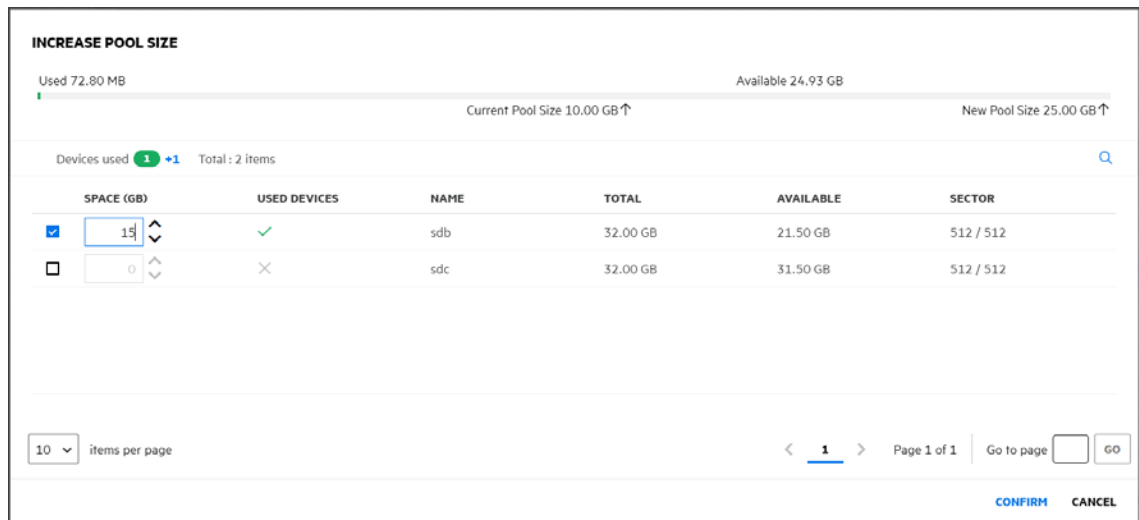 INCREASE POOL SIZE
Used 72.80 MB Available 24.93 GB
Current Pool Size 10.00 GB↑ New Pool Size 25.00 GB↑
Devices used 1 +1 Total : 2 items
SPACE (GB) USED DEVICES NAME TOTAL AVAILABLE SECTOR
15 sdb 32.00 GB 21.50 GB 512 / 512
0 sdc 32.00 GB 31.50 GB 512 / 512
10 items per page 1 Page 1 of 1 Go to page GO
CONFIRM CANCEL